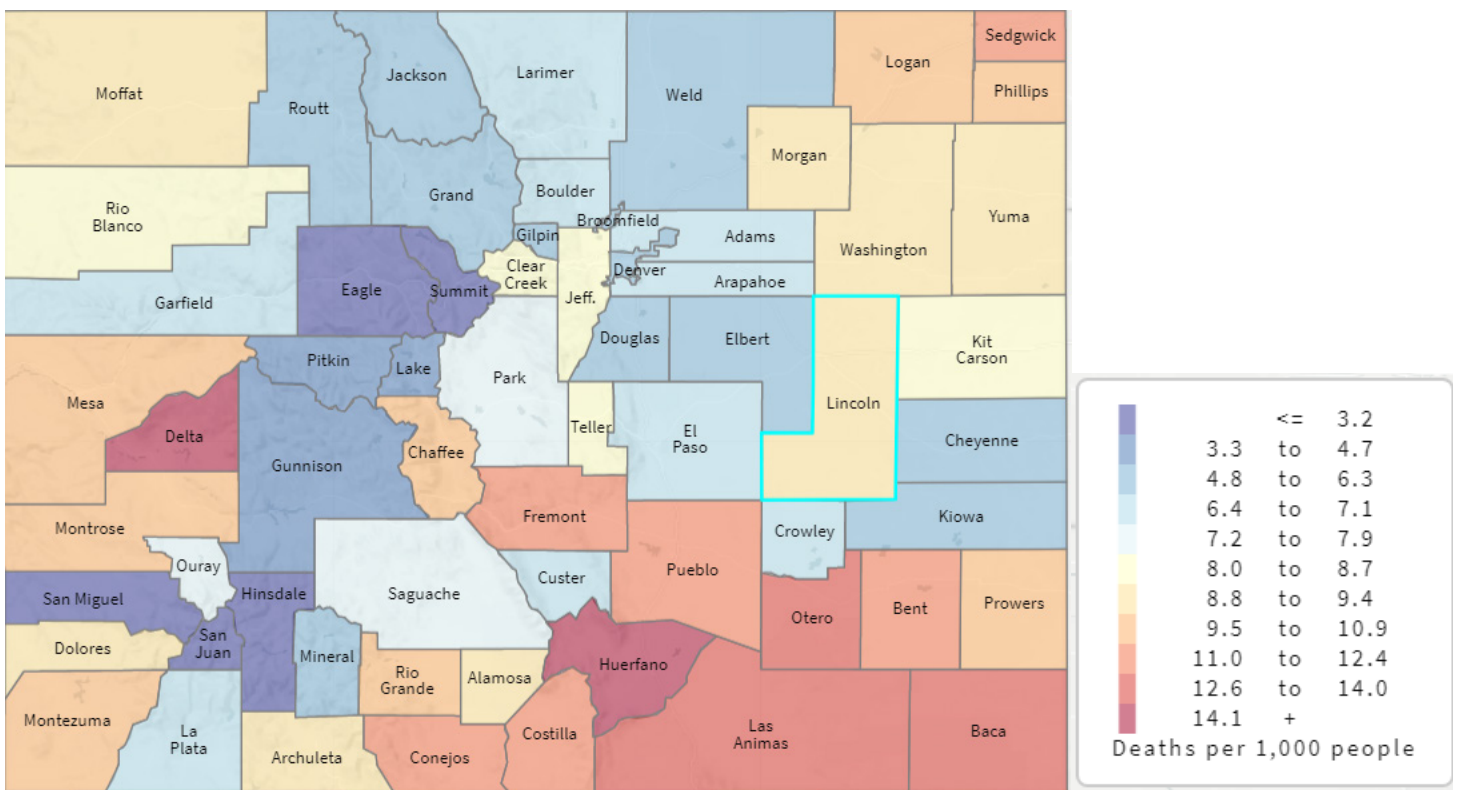 Sedgwick
Logan
Jackson
Larimer
Moffat
Weld
Phillips
Routt
Morgan
Boulder
Grand
Rio
Blanco
Yuma
Broomfield
Gilpin
Adams
Washington
Clear
Creek
Denver
Arapahoe
Eagle
Summit
Jeff.
Garfield
Douglas
Elbert
Kit
Carson
Pitkin
Lake
Park
Mesa
Lincoln
Delta
Teller
El
Paso
Cheyenne
Chaffee
Gunnison
Fremont
Kiowa
Montrose
Crowley
Ouray
Custer
Pueblo
San Miguel
Hinsdale
Saguache
Otero
Bent
Prowers
San
Juan
Dolores
Mineral
Huerfano
Rio
Grande
Alamosa
Montezuma
La
Plata
Costilla
Las
Animas
Baca
Archuleta
Conejos
<= 3.2
3.3 to 4.7
4.8 to 6.3
6.4 to 7.1
7.2 to 7.9
8.0 to 8.7
8.8 to 9.4
9.5 to 10.9
11.0 to 12.4
12.6 to 14.0
14.1 +
Deaths per 1,000 people